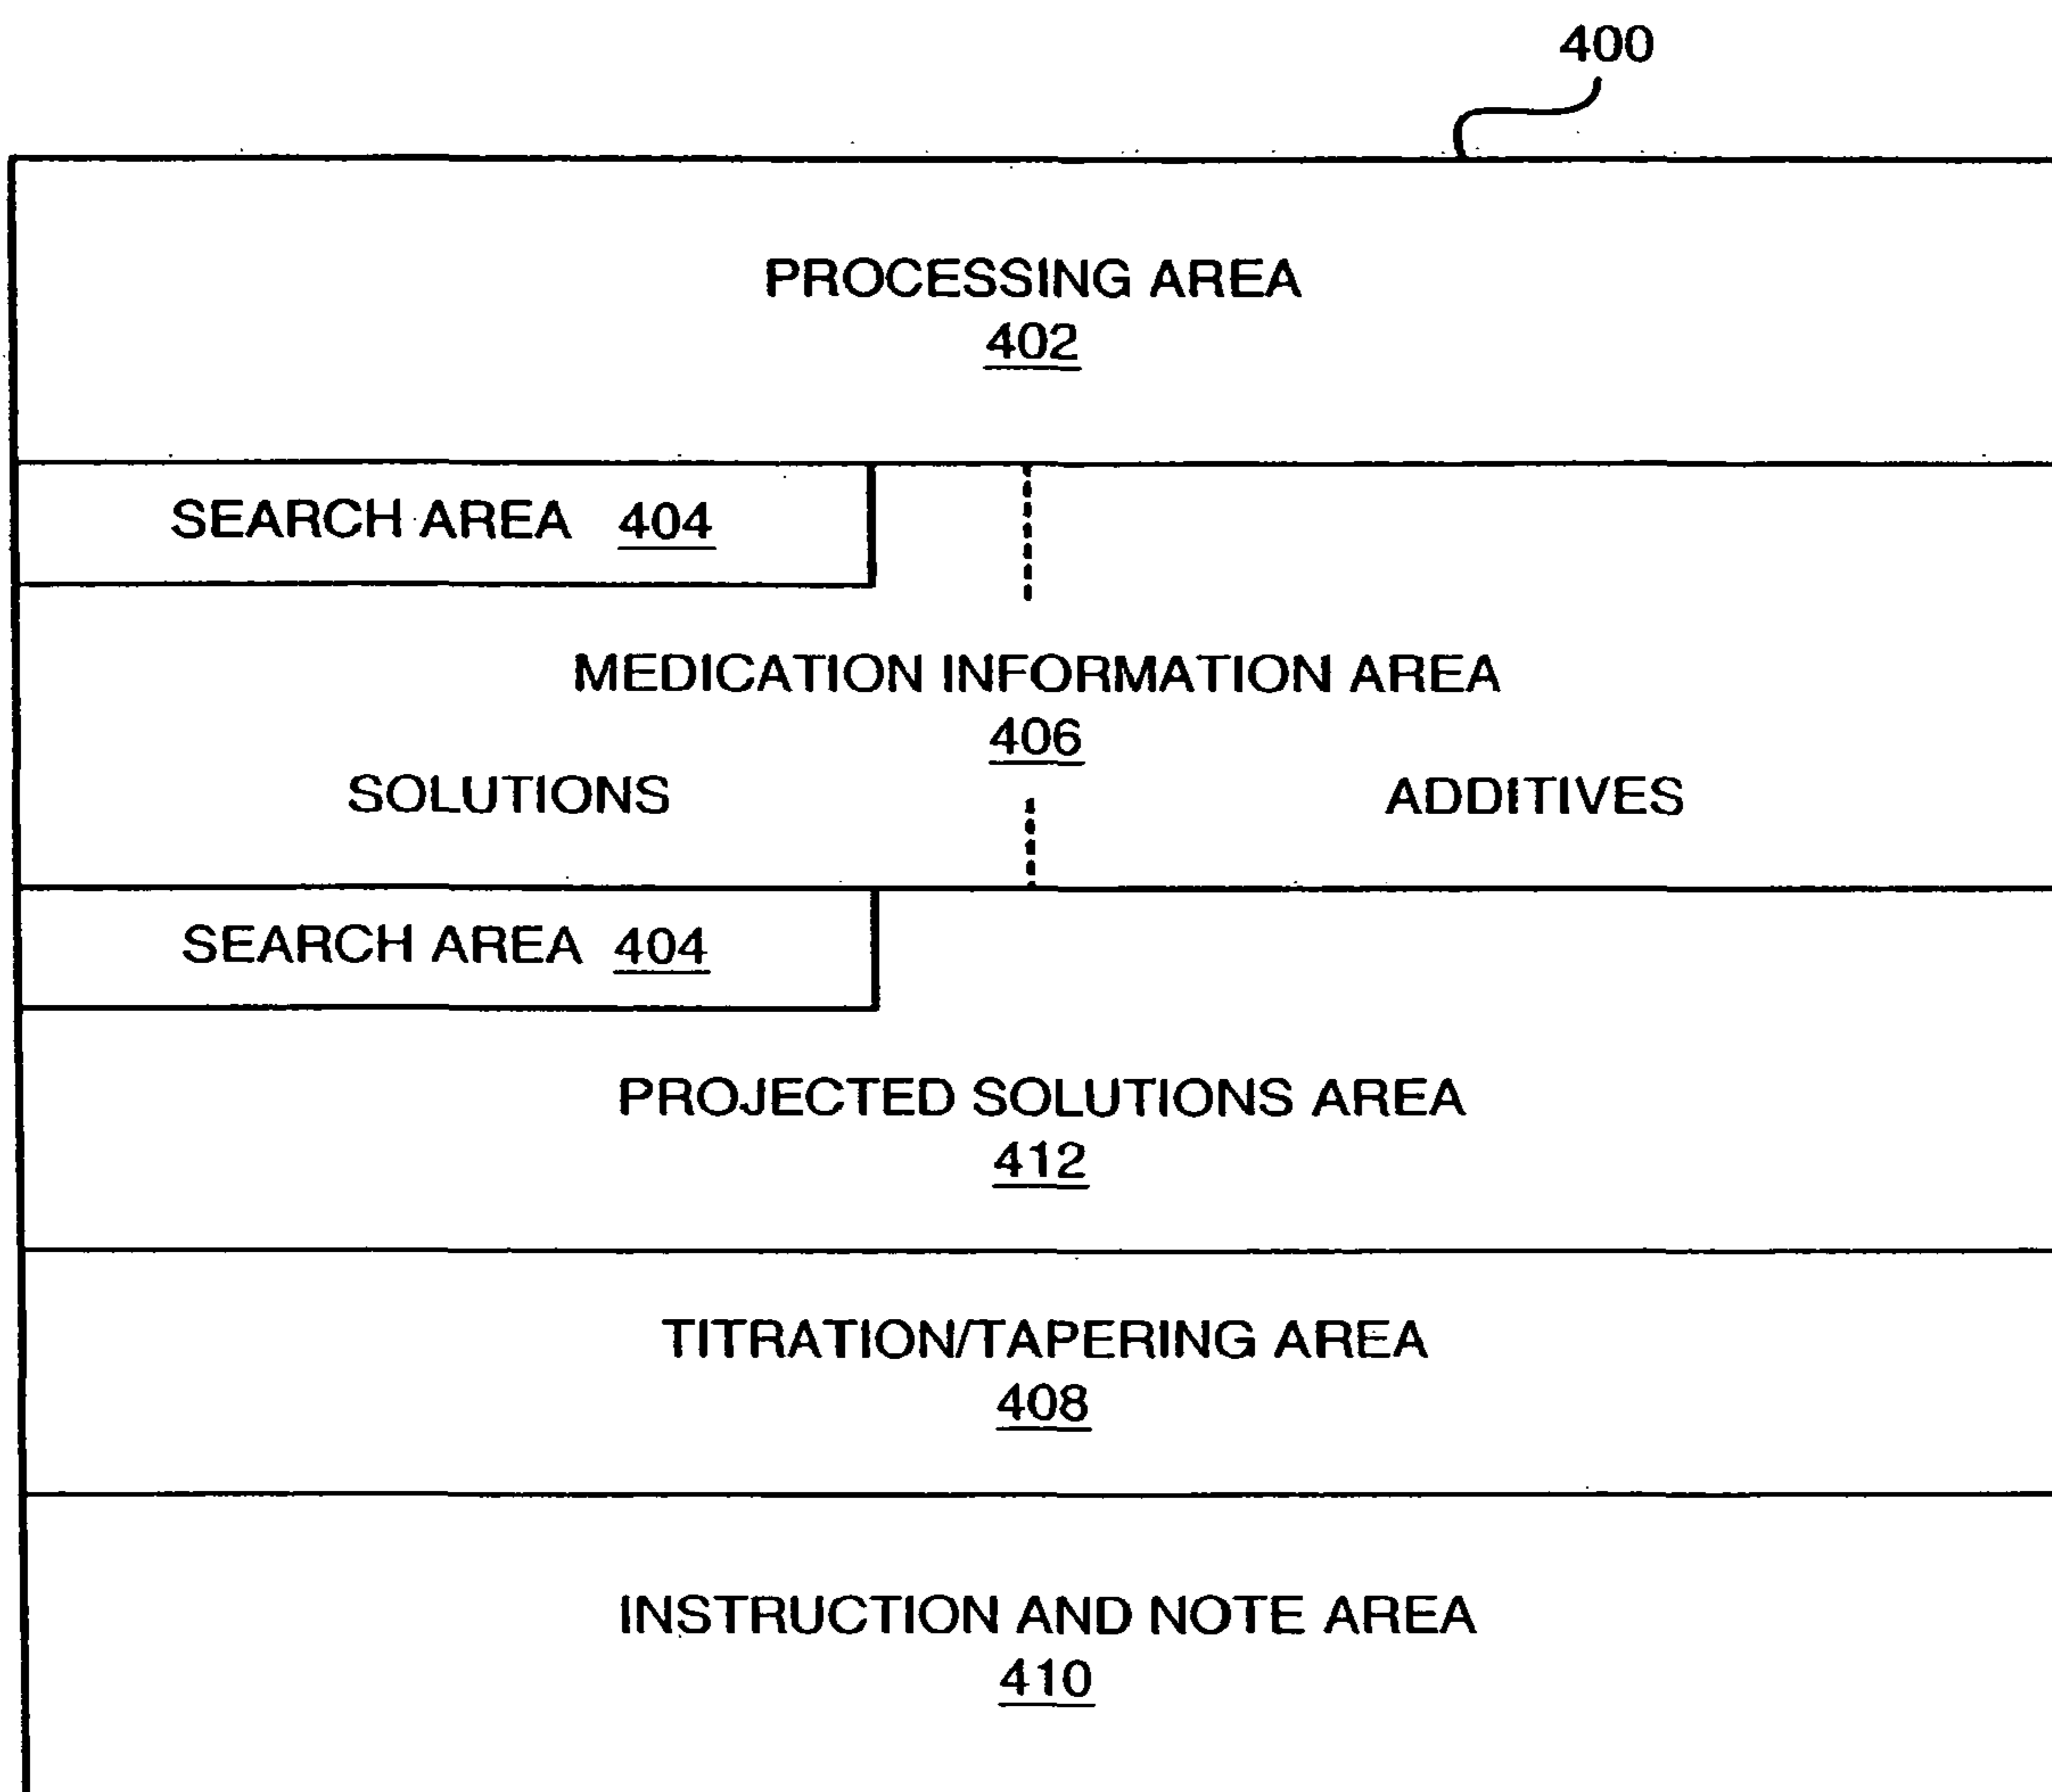 400
PROCESSING AREA
402
SEARCH AREA 404
MEDICATION INFORMATION AREA
406
SOLUTIONS ADDITIVES
SEARCH AREA 404
PROJECTED SOLUTIONS AREA
412
TITRATION/TAPERING AREA
408
INSTRUCTION AND NOTE AREA
410